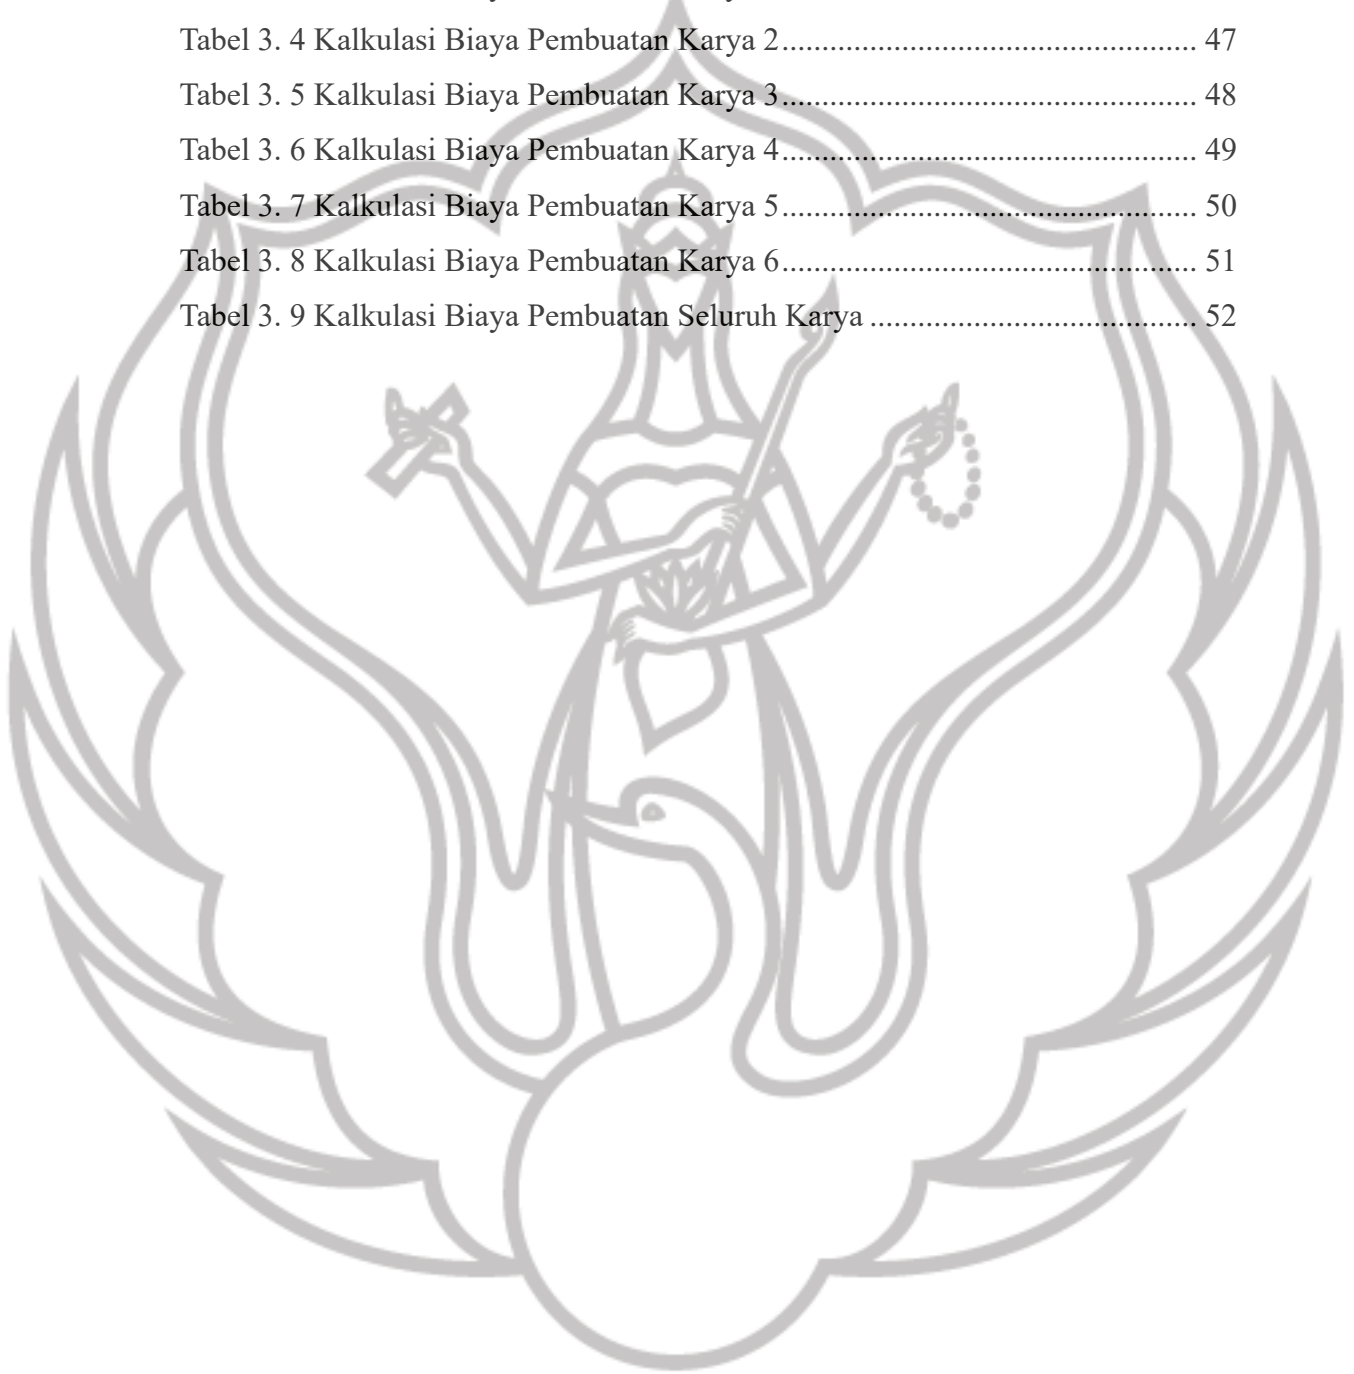 Tabel 3. 4 Kalkulasi Biaya Pembuatan Karya 2.................................................... 47
Tabel 3. 5 Kalkulasi Biaya Pembuatan Karya 3.................................................... 48
Tabel 3. 6 Kalkulasi Biaya Pembuatan Karya 4.................................................... 49
Tabel 3. 7 Kalkulasi Biaya Pembuatan Karya 5.................................................... 50
Tabel 3. 8 Kalkulasi Biaya Pembuatan Karya 6.................................................... 51
Tabel 3. 9 Kalkulasi Biaya Pembuatan Seluruh Karya ......................................... 52